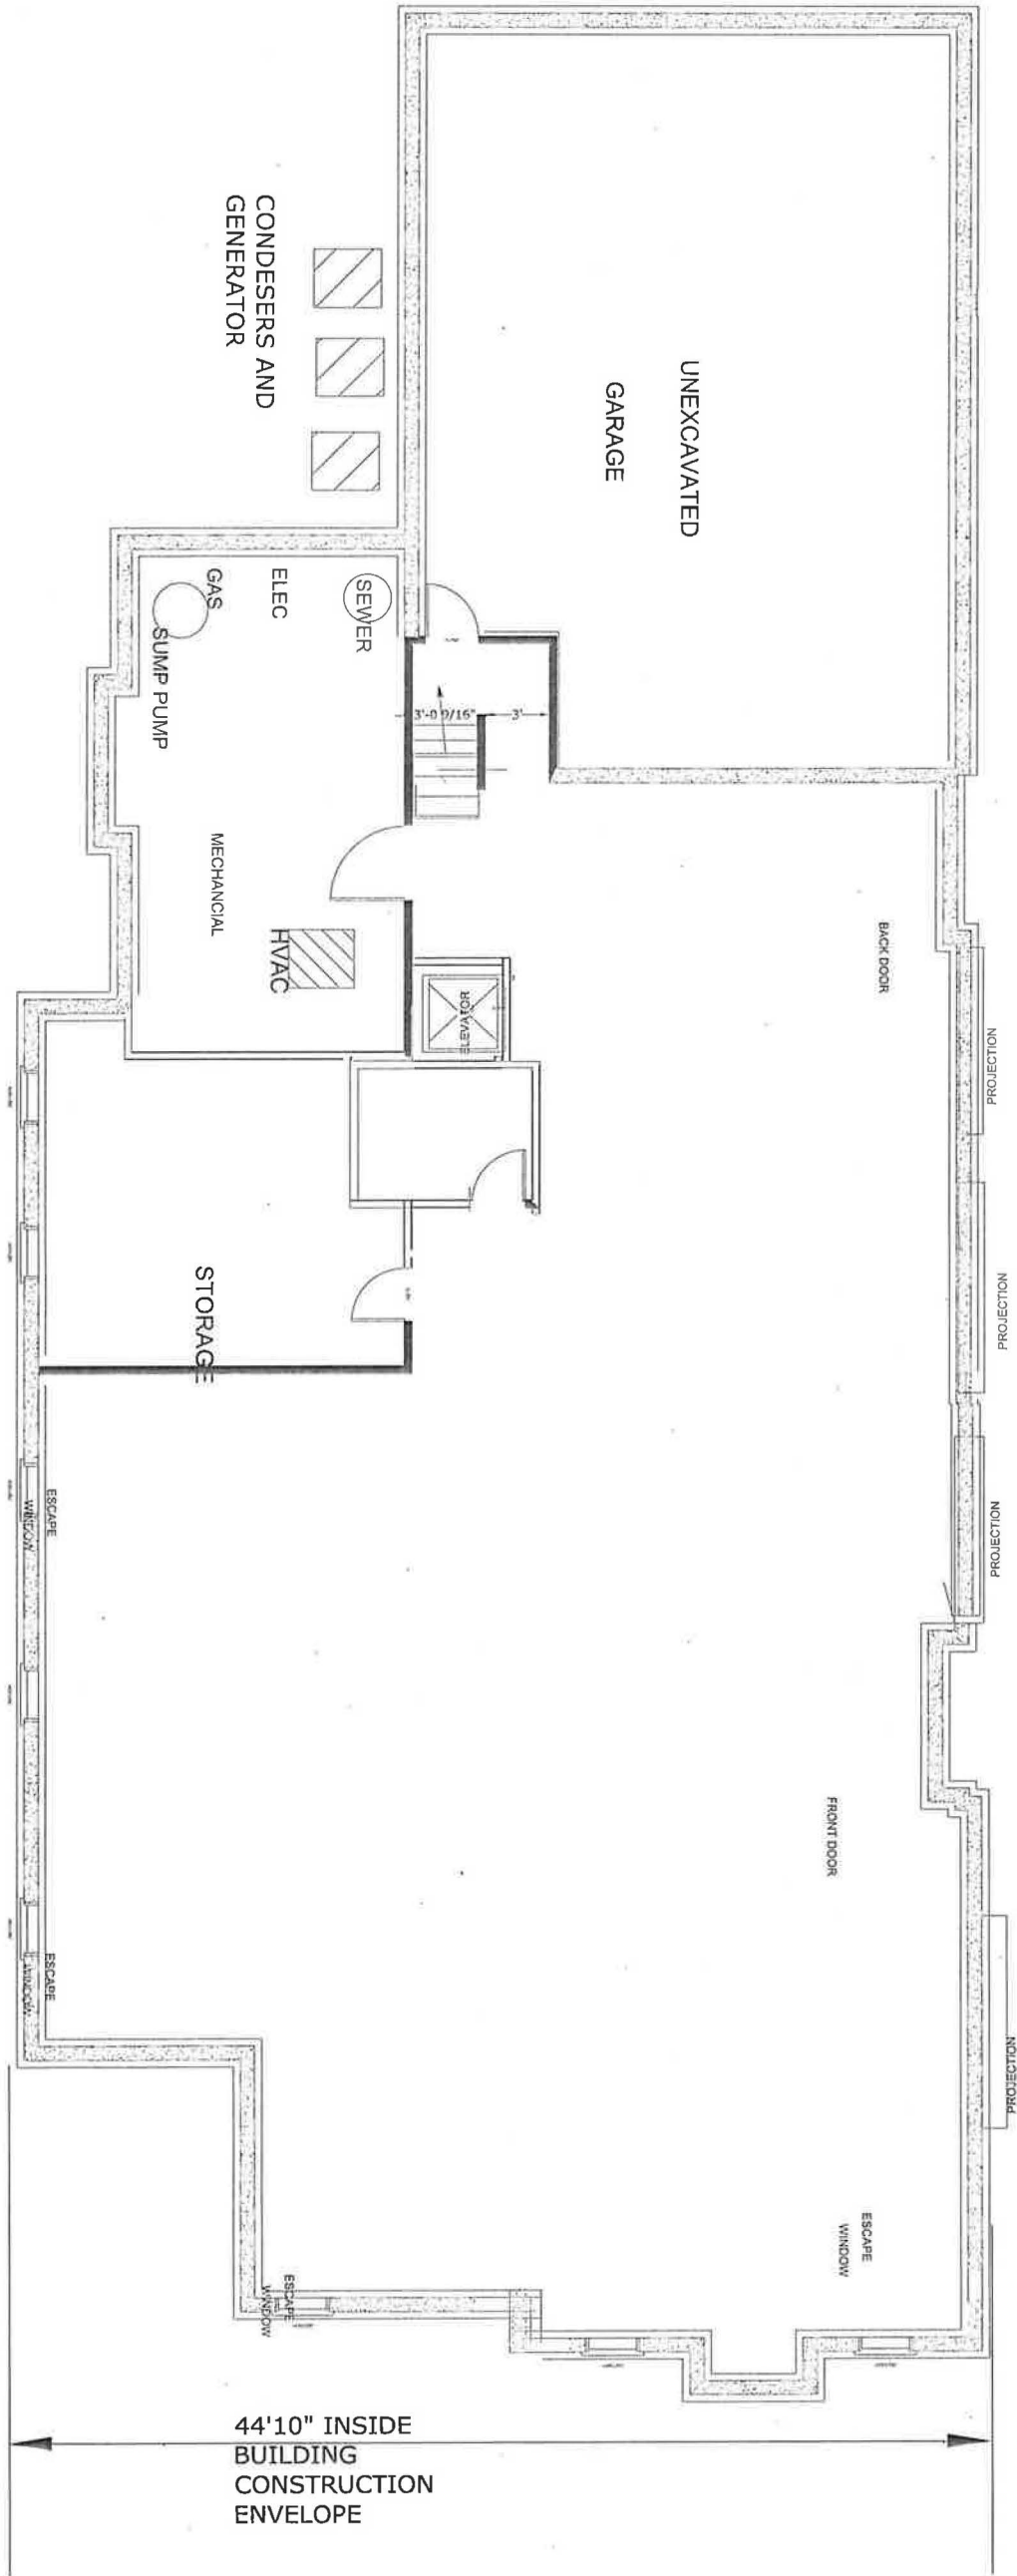 UNEXCAVATED
GARAGE
CONDESERS AND
GENERATOR
SEWER
ELEC
GAS
SUMP PUMP
3'-0 9/16"
3'
MECHANCIAL
HVAC
ELEVATOR
BACK DOOR
PROJECTION
PROJECTION
PROJECTION
STORAGE
ESCAPE
WINDOW
FRONT DOOR
ESCAPE
WINDOW
PROJECTION
ESCAPE
WINDOW
ESCAPE
WINDOW
44'10" INSIDE
BUILDING
CONSTRUCTION
ENVELOPE